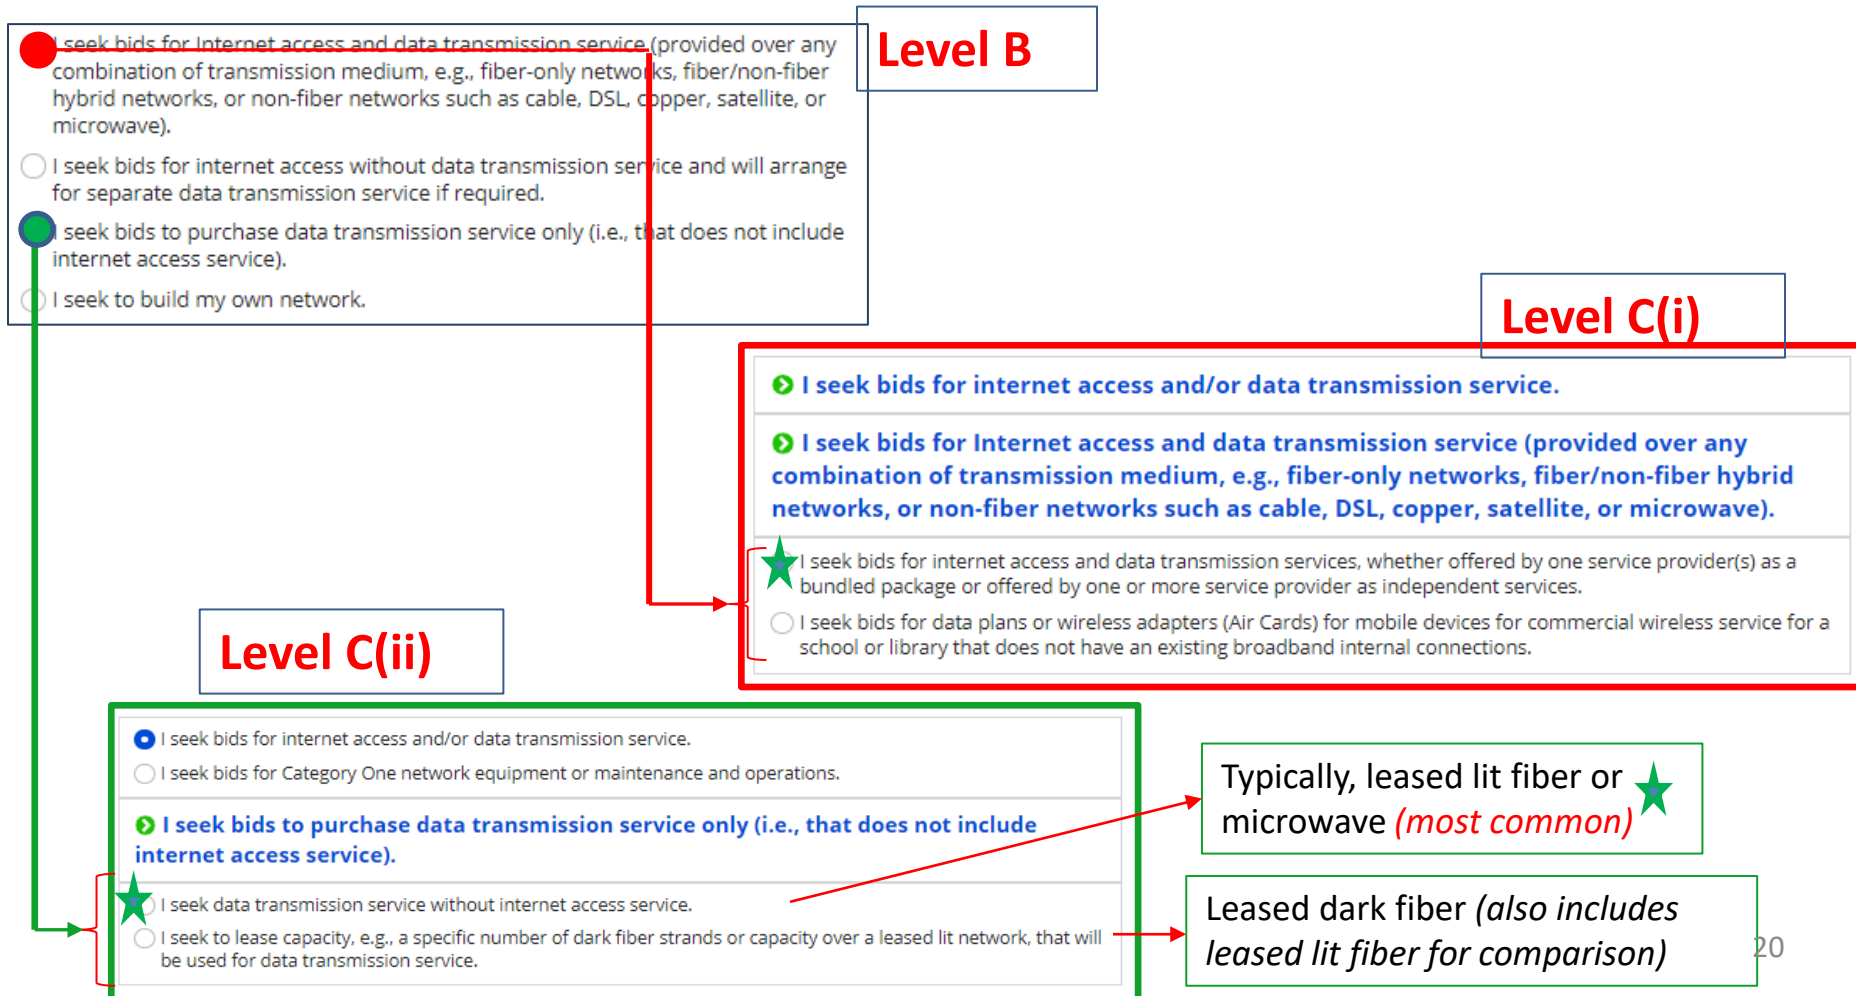 Level B
I seek bids for Internet access and data transmission service (provided over any
combination of transmission medium, e.g., fiber-only networks, fiber/non-fiber
hybrid networks, or non-fiber networks such as cable, DSL, copper, satellite, or
microwave).
I seek bids for internet access without data transmission service and will arrange
for separate data transmission service if required.
I seek bids to purchase data transmission service only (i.e., that does not include
internet access service).
I seek to build my own network.
Level C(i)
I seek bids for internet access and/or data transmission service.
I seek bids for Internet access and data transmission service (provided over any
combination of transmission medium, e.g., fiber-only networks, fiber/non-fiber hybrid
networks, or non-fiber networks such as cable, DSL, copper, satellite, or microwave).
I seek bids for internet access and data transmission services, whether offered by one service provider(s) as a
bundled package or offered by one or more service provider as independent services.
I seek bids for data plans or wireless adapters (Air Cards) for mobile devices for commercial wireless service for a
school or library that does not have an existing broadband internal connections.
Level C(ii)
I seek bids for internet access and/or data transmission service.
I seek bids for Category One network equipment or maintenance and operations.
I seek bids to purchase data transmission service only (i.e., that does not include
internet access service).
I seek data transmission service without internet access service.
I seek to lease capacity, e.g., a specific number of dark fiber strands or capacity over a leased lit network, that will
be used for data transmission service.
Typically, leased lit fiber or
microwave (most common)
Leased dark fiber (also includes
leased lit fiber for comparison)
20